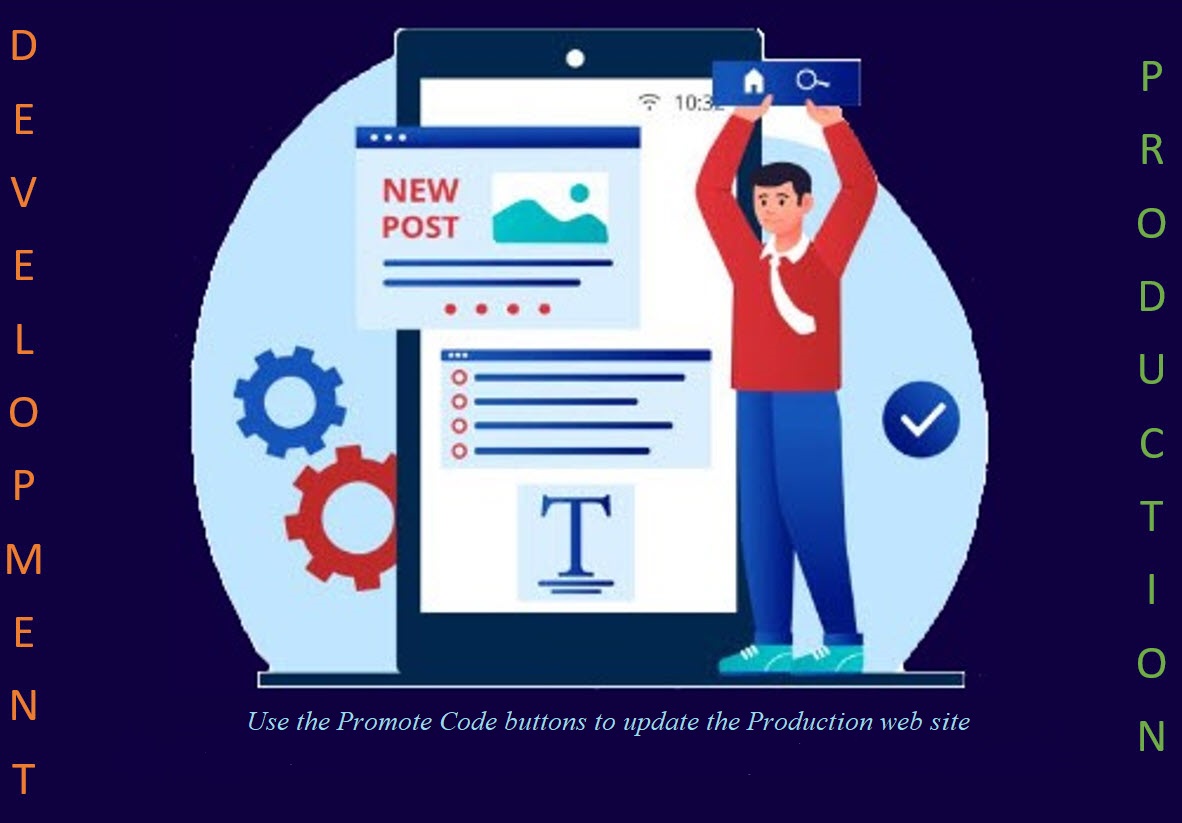 DEVELOPMENT
10:32
NEW
POST
T
Use the Promote Code buttons to update the Production web site
PRODUCTION